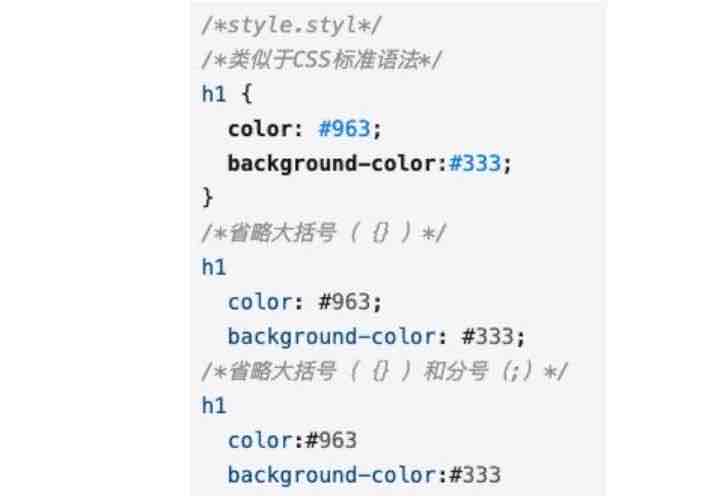 /*style.styl*/
/*类似于CSS标准语法*/
h1 {
  color: #963;
  background-color:#333;
}
/*省略大括号（ {} ）*/
h1
  color: #963;
  background-color: #333;
/*省略大括号（ {} ）和分号（;）*/
h1
  color:#963
  background-color:#333